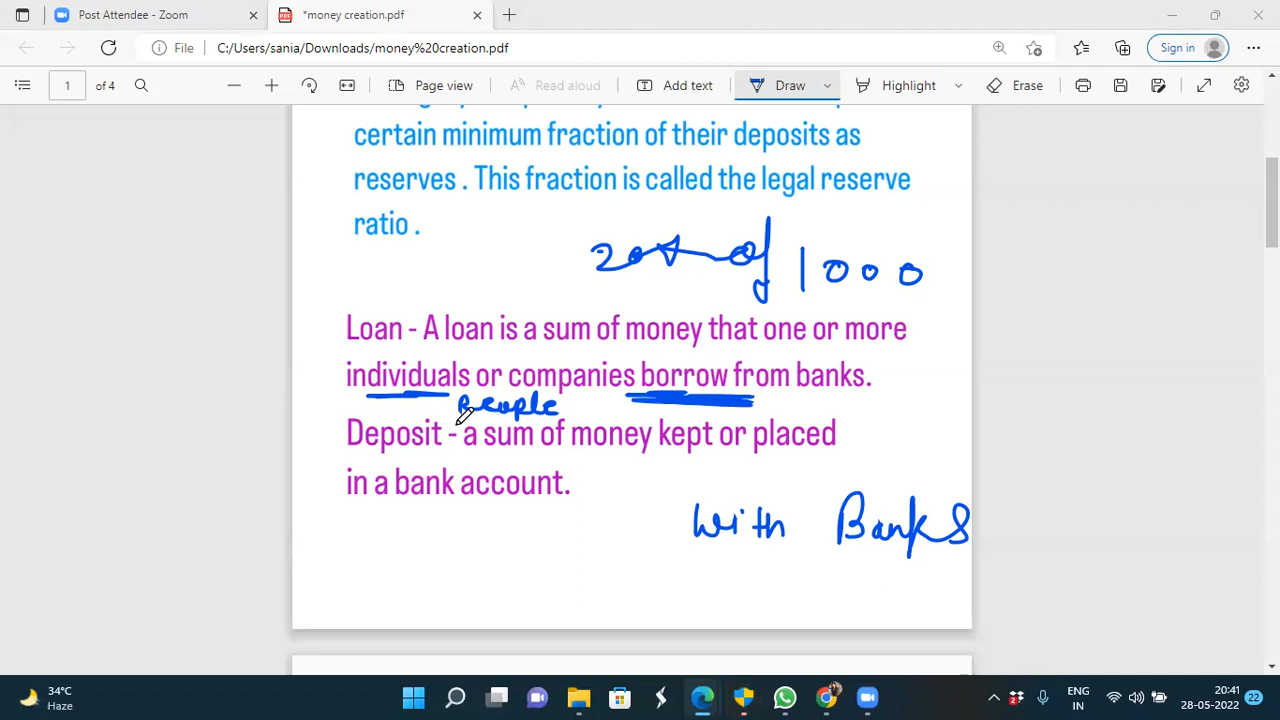 Post Attendee - Zoom
*money creation.pdf
File C:/Users/sania/Downloads/money%20creation.pdf
Sign in
1 of 4
Page view
Read aloud
Add text
Draw
Highlight
Erase
certain minimum fraction of their deposits as
reserves . This fraction is called the legal reserve
ratio .
of 1000
Loan - A loan is a sum of money that one or more
individuals or companies borrow from banks.
people
Deposit - a sum of money kept or placed
in a bank account.
with Banks
34°C
Haze
ENG
IN
20:41
28-05-2022
22